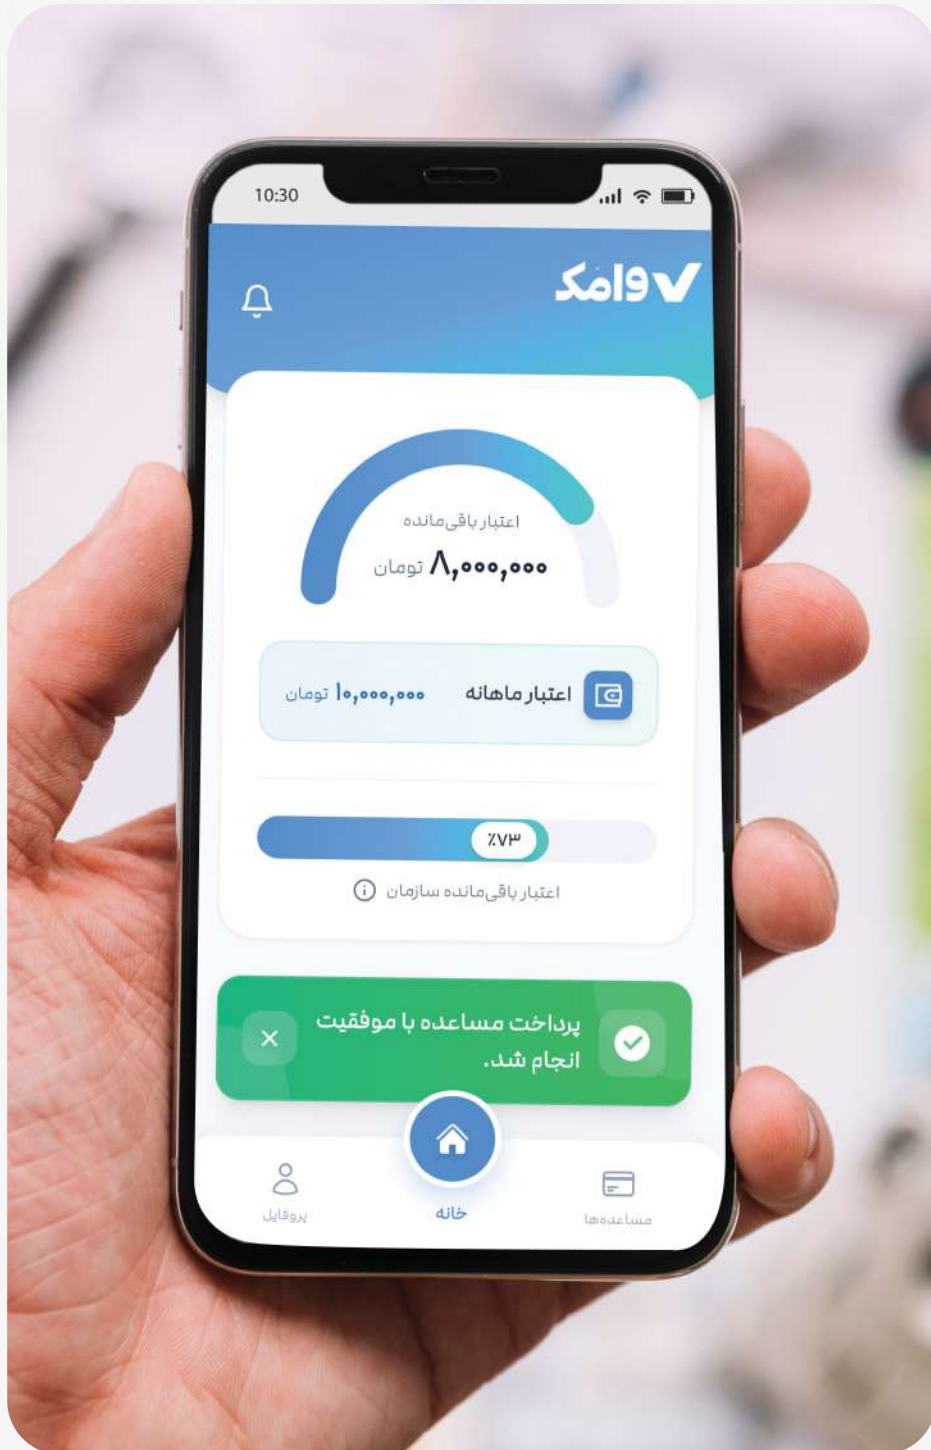 10:30
وامَک
اعتبار باقی‌مانده
۸,۰۰۰,۰۰۰ تومان
اعتبار ماهانه ۱۰,۰۰۰,۰۰۰ تومان
٪۷۳
اعتبار باقی‌مانده سازمان
پرداخت مساعده با موفقیت
انجام شد.
مساعده‌ها
خانه
پروفایل